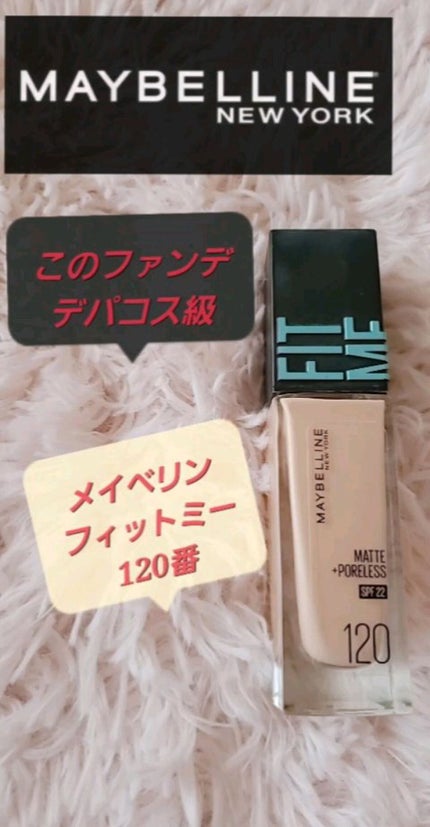 MAYBELLINE
NEW YORK
このファンデ
デパコス級
FIT
ME
メイベリン
フィットミー
120番
MAYBELLINE
NEW YORK
MATTE
+PORELESS
SPF 22
120